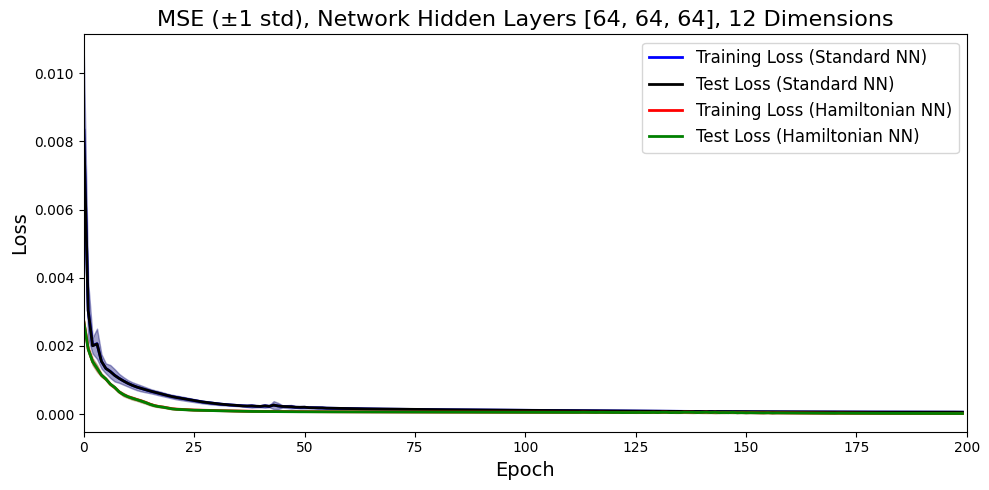 MSE (±1 std), Network Hidden Layers [64, 64, 64], 12 Dimensions
Training Loss (Standard NN)
Test Loss (Standard NN)
Training Loss (Hamiltonian NN)
Test Loss (Hamiltonian NN)
Loss
0.010
0.008
0.006
0.004
0.002
0.000
0 25 50 75 100 125 150 175 200
Epoch